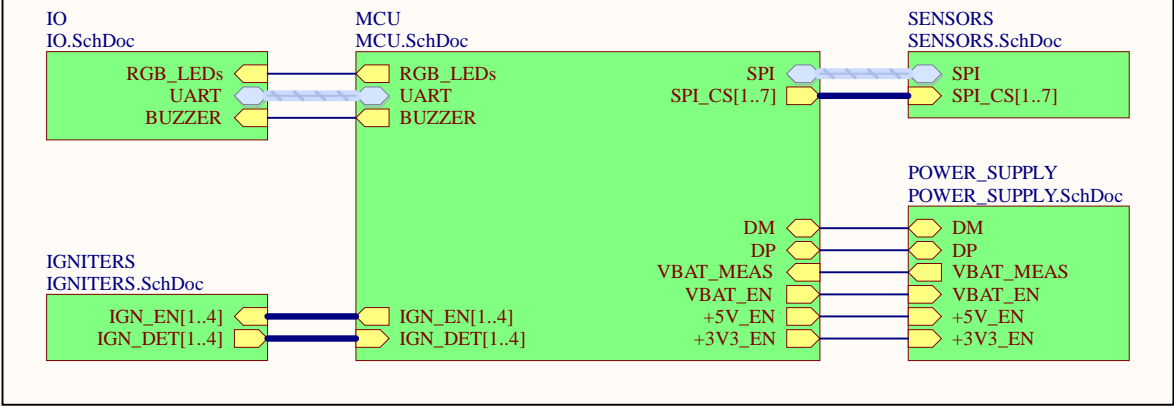 IO
IO.SchDoc
RGB_LEDs
UART
BUZZER
MCU
MCU.SchDoc
RGB_LEDs
UART
BUZZER
SPI
SPI_CS[1..7]
SENSORS
SENSORS.SchDoc
SPI
SPI_CS[1..7]
IGNITERS
IGNITERS.SchDoc
IGN_EN[1..4]
IGN_DET[1..4]
IGN_EN[1..4]
IGN_DET[1..4]
DM
DP
VBAT_MEAS
VBAT_EN
+5V_EN
+3V3_EN
POWER_SUPPLY
POWER_SUPPLY.SchDoc
DM
DP
VBAT_MEAS
VBAT_EN
+5V_EN
+3V3_EN